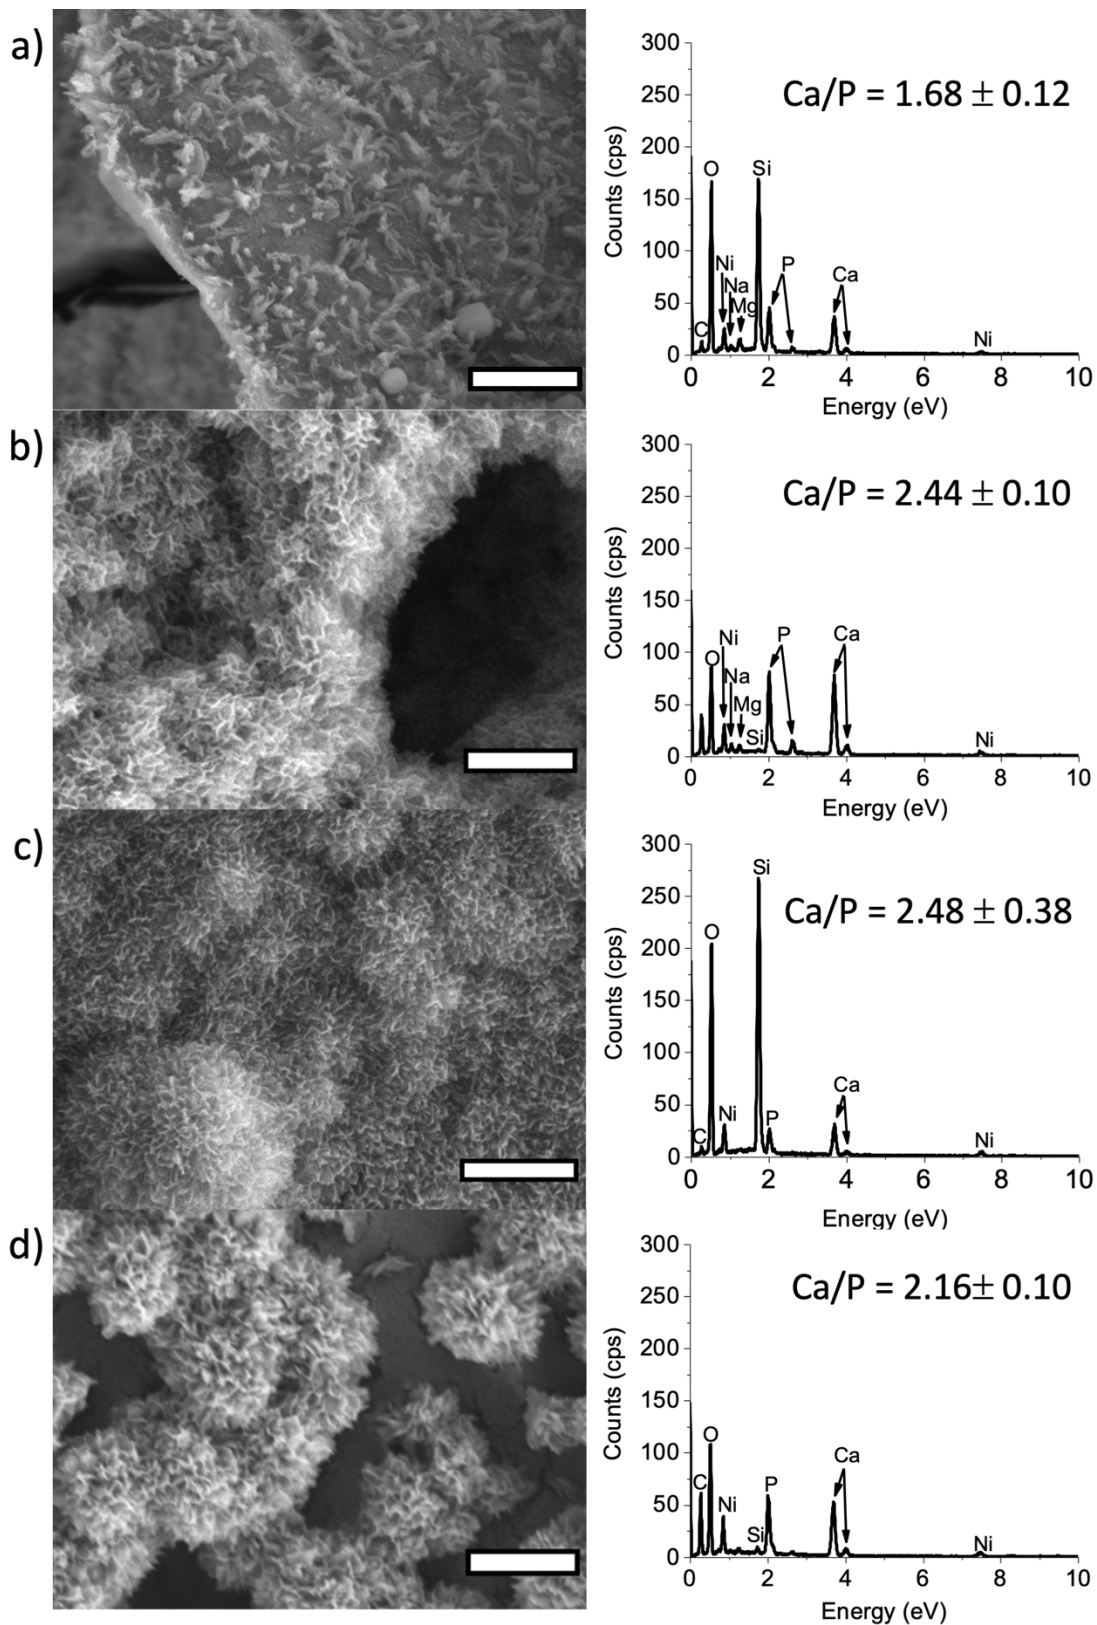 a)
300
250
200
150
100
50
0
Counts (cps)
Ca/P = 1.68 ± 0.12
O
Si
Ni
Na
Mg
P
Ca
C
Ni
0 2 4 6 8 10
Energy (eV)
b)
300
250
200
150
100
50
0
Counts (cps)
Ca/P = 2.44 ± 0.10
Ni
P
Ca
O
Na
Mg
Si
Ni
0 2 4 6 8 10
Energy (eV)
c)
300
250
200
150
100
50
0
Counts (cps)
Si
Ca/P = 2.48 ± 0.38
O
Ca
Ni
P
C
Ni
0 2 4 6 8 10
Energy (eV)
d)
300
250
200
150
100
50
0
Counts (cps)
Ca/P = 2.16± 0.10
O
Ca
C
P
Ni
Si
Ni
0 2 4 6 8 10
Energy (eV)